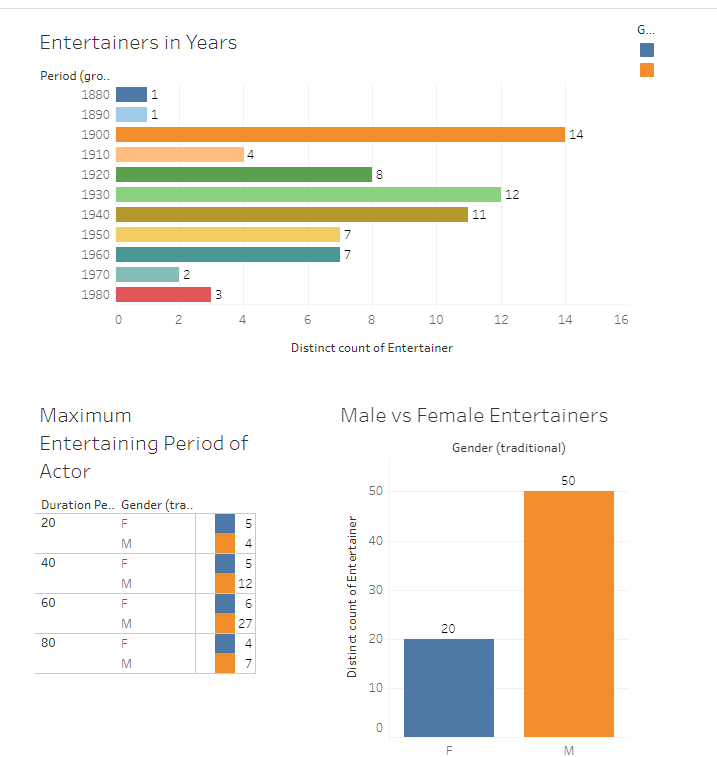 G...
Entertainers in Years
Period (gro..
1880 1
1890 1
1900 14
1910 4
1920 8
1930 12
1940 11
1950 7
1960 7
1970 2
1980 3
0 2 4 6 8 10 12 14 16
Distinct count of Entertainer
Maximum
Entertaining Period of
Actor
Duration Pe.. Gender (tra..
20 F 5
M 4
40 F 5
M 12
60 F 6
M 27
80 F 4
M 7
Male vs Female Entertainers
Gender (traditional)
Distinct count of Entertainer
50
40
30
20
10
0
20
50
F M